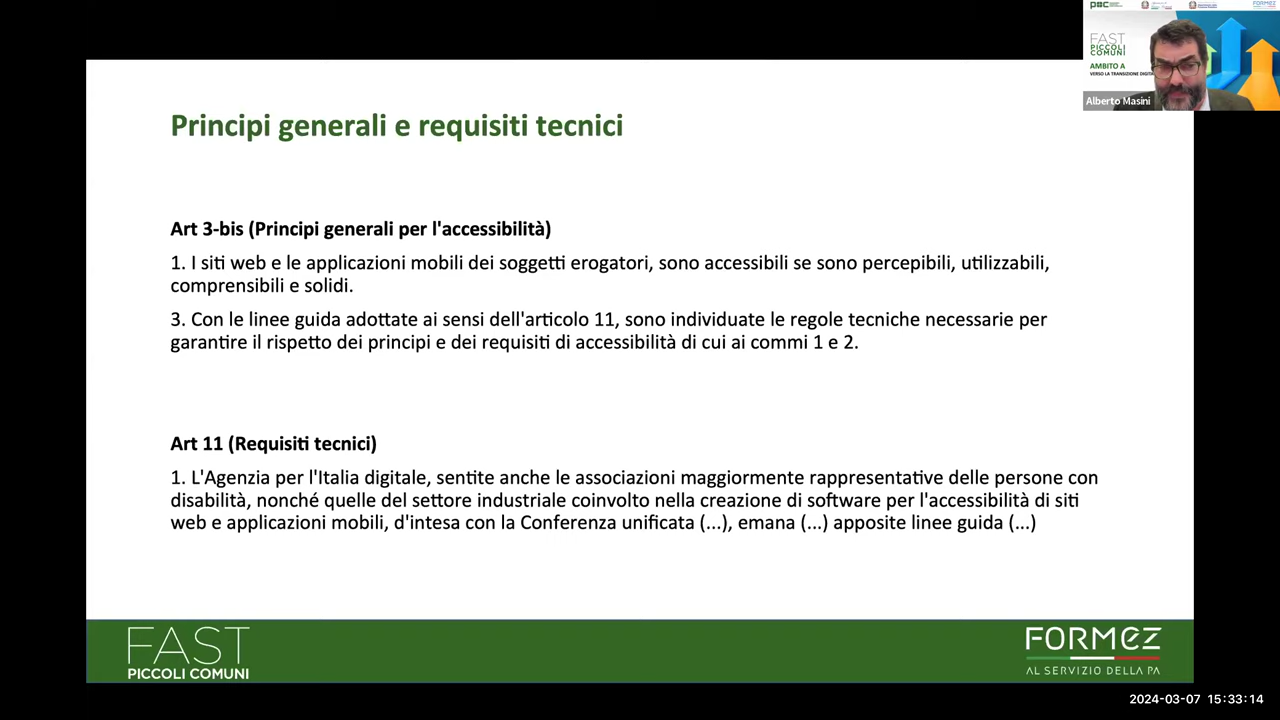 FORMEZ
FAST
PICCOLI
COMUNI
AMBITO A
VERSO LA TRANSIZIONE DIGITA
Alberto Masini
Principi generali e requisiti tecnici
Art 3-bis (Principi generali per l'accessibilità)
1. I siti web e le applicazioni mobili dei soggetti erogatori, sono accessibili se sono percepibili, utilizzabili,
comprensibili e solidi.
3. Con le linee guida adottate ai sensi dell'articolo 11, sono individuate le regole tecniche necessarie per
garantire il rispetto dei principi e dei requisiti di accessibilità di cui ai commi 1 e 2.
Art 11 (Requisiti tecnici)
1. L'Agenzia per l'Italia digitale, sentite anche le associazioni maggiormente rappresentative delle persone con
disabilità, nonché quelle del settore industriale coinvolto nella creazione di software per l'accessibilità di siti
web e applicazioni mobili, d'intesa con la Conferenza unificata (...), emana (...) apposite linee guida (...)
FAST
PICCOLI COMUNI
FORMEZ
AL SERVIZIO DELLA PA
2024-03-07 15:33:14